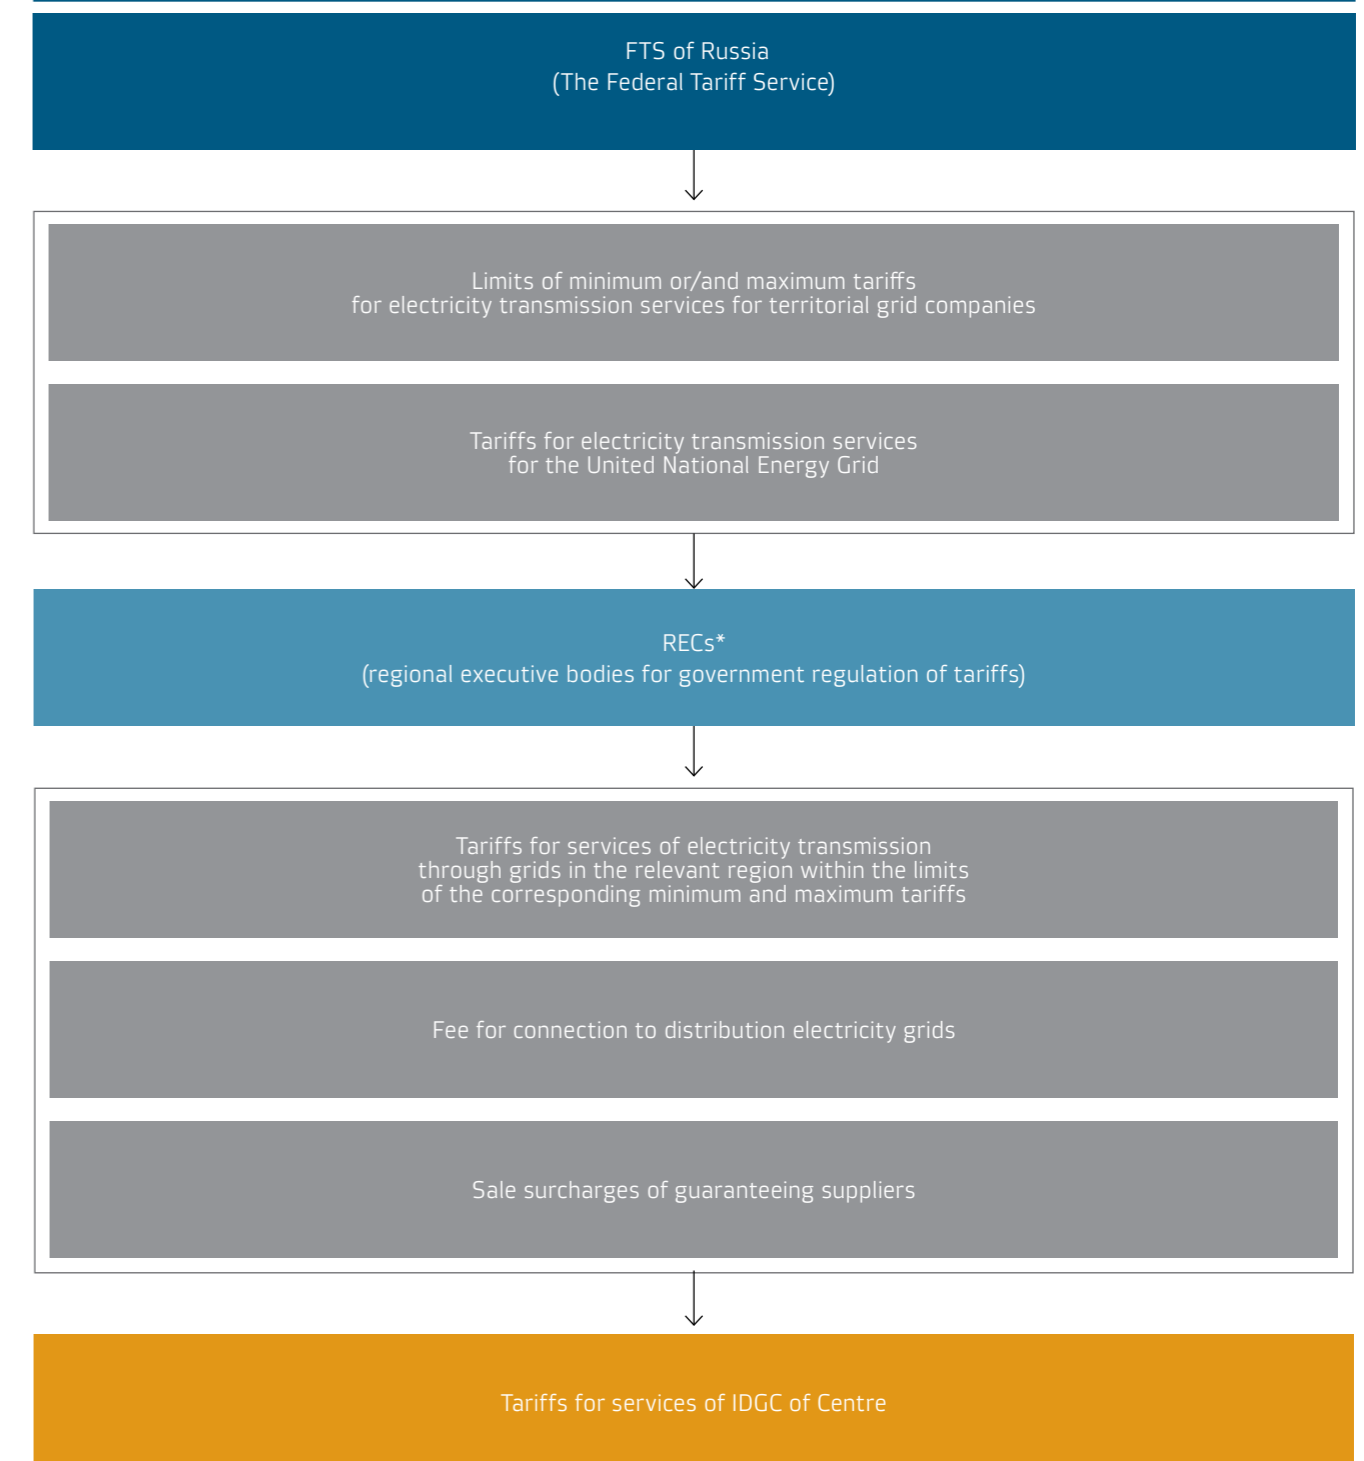 FTS of Russia
(The Federal Tariff Service)
Limits of minimum or/and maximum tariffs
for electricity transmission services for territorial grid companies
Tariffs for electricity transmission services
for the United National Energy Grid
RECs*
(regional executive bodies for government regulation of tariffs)
Tariffs for services of electricity transmission
through grids in the relevant region within the limits
of the corresponding minimum and maximum tariffs
Fee for connection to distribution electricity grids
Sale surcharges of guaranteeing suppliers
Tariffs for services of IDGC of Centre